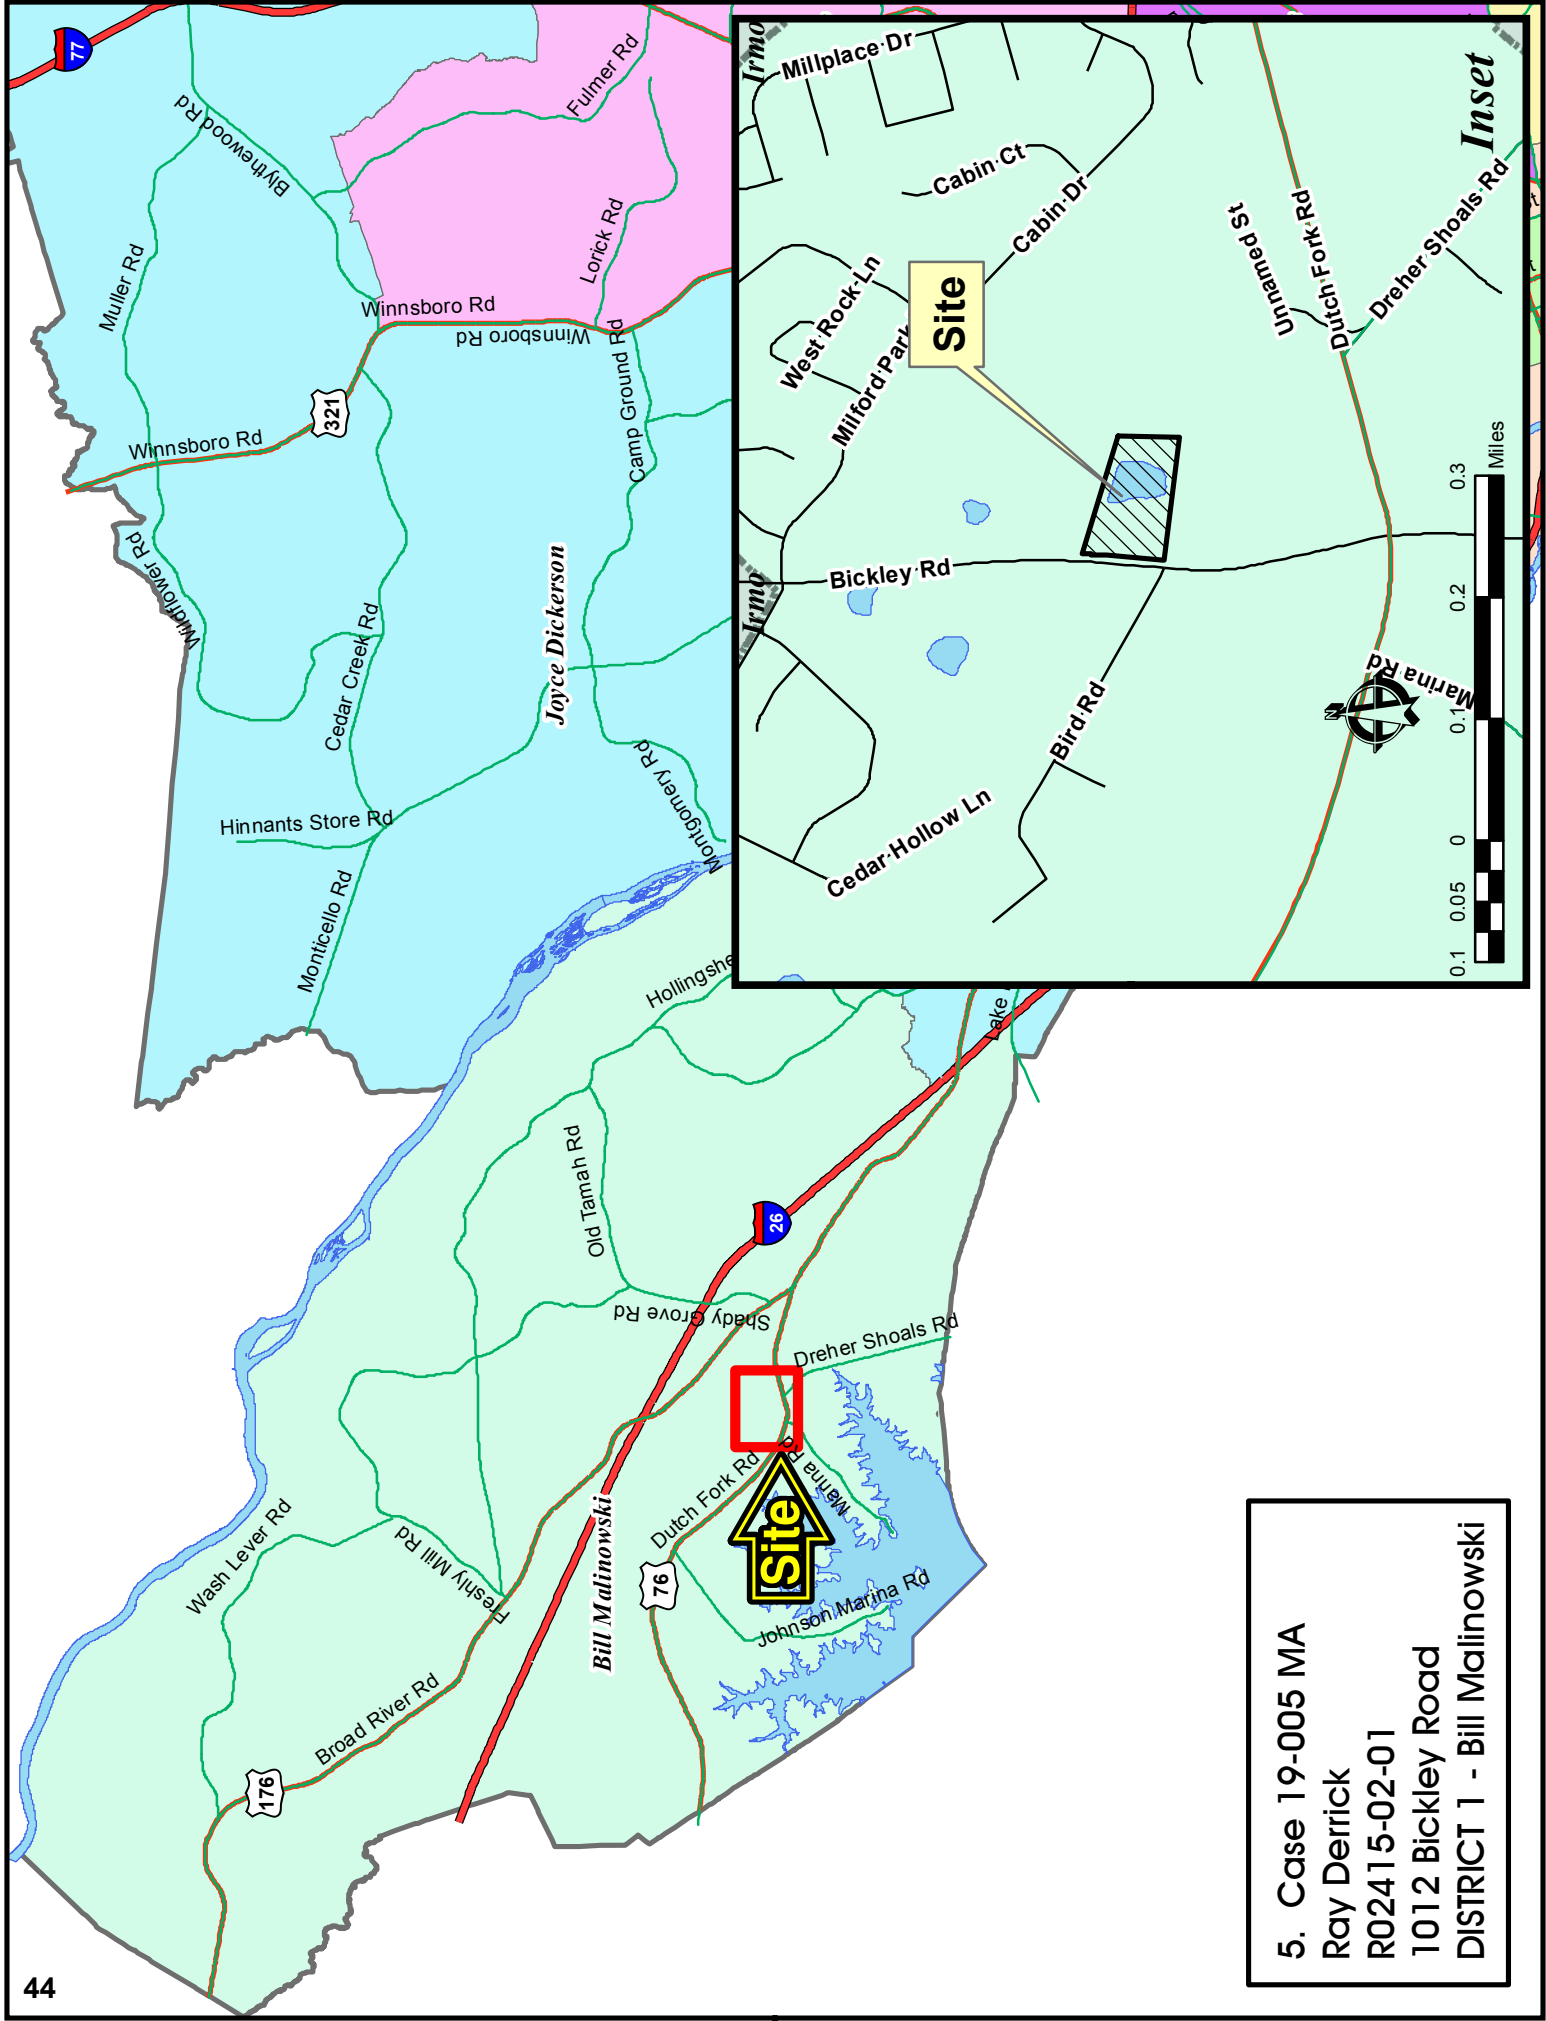 44
77
Blythewood Rd
Fulmer Rd
Muller Rd
Lorick Rd
Winnsboro Rd
Winnsboro Rd
321
Winnsboro Rd
Camp Ground Rd
Wildflower Rd
Cedar Creek Rd
Joyce Dickerson
Hinnants Store Rd
Montgomery Rd
Monticello Rd
Hollingshe
Lake
Old Tamah Rd
26
Shady Grove Rd
Dreher Shoals Rd
Wash Lever Rd
Freshly Mill Rd
Dutch Fork Rd
Marina Rd
Site
Bill Malinowski
76
Johnson Marina Rd
Broad River Rd
176
Irmo
Millplace Dr
Cabin Ct
Cabin Dr
West Rock Ln
Milford Park
Site
Unnamed St
Dutch Fork Rd
Dreher Shoals Rd
Inset
Irmo
Bickley Rd
Bird Rd
Cedar Hollow Ln
Marina Rd
N
0.1 0.05 0 0.1 0.2 0.3
Miles
5. Case 19-005 MA
Ray Derrick
R02415-02-01
1012 Bickley Road
DISTRICT 1 - Bill Malinowski